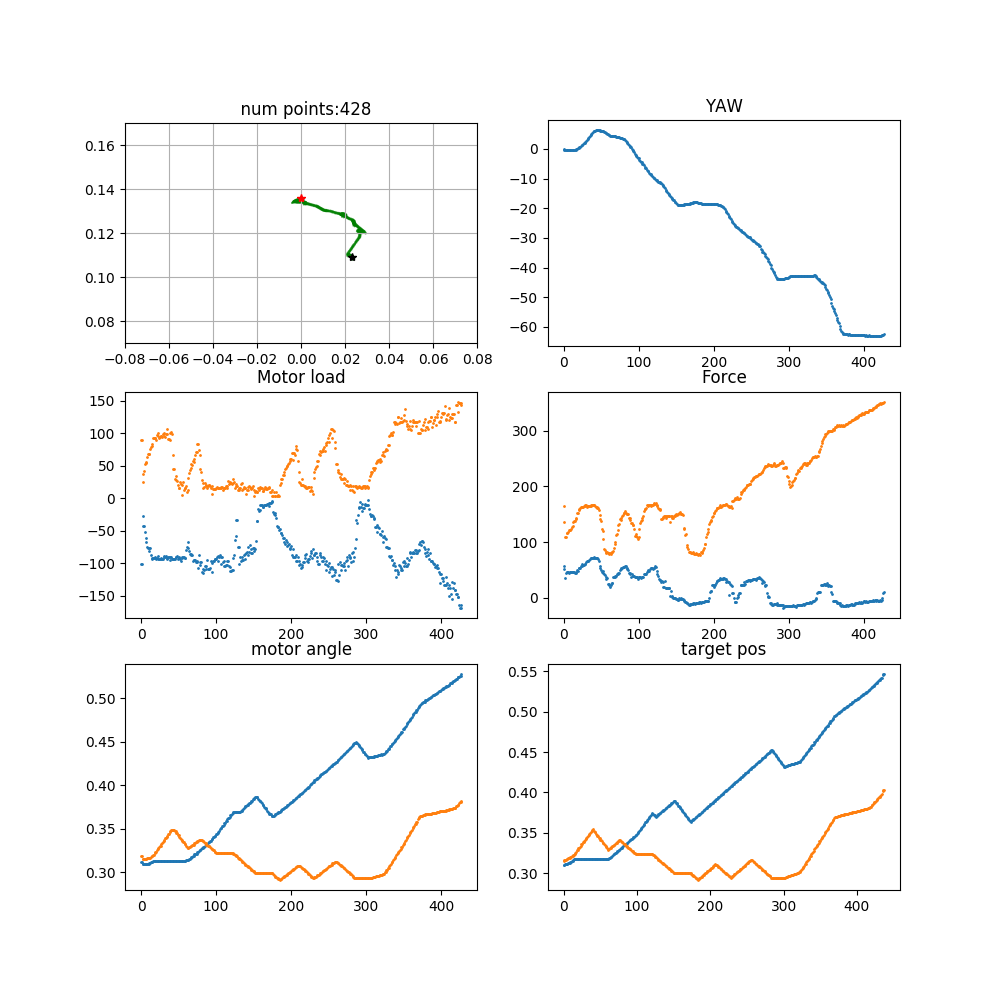 num points:428
0.16
0.14
0.12
0.10
0.08
−0.08 −0.06 −0.04 −0.02 0.00 0.02 0.04 0.06 0.08
YAW
0
−10
−20
−30
−40
−50
−60
0 100 200 300 400
Motor load
150
100
50
0
−50
−100
−150
0 100 200 300 400
Force
300
200
100
0
0 100 200 300 400
motor angle
0.50
0.45
0.40
0.35
0.30
0 100 200 300 400
target pos
0.55
0.50
0.45
0.40
0.35
0.30
0 100 200 300 400